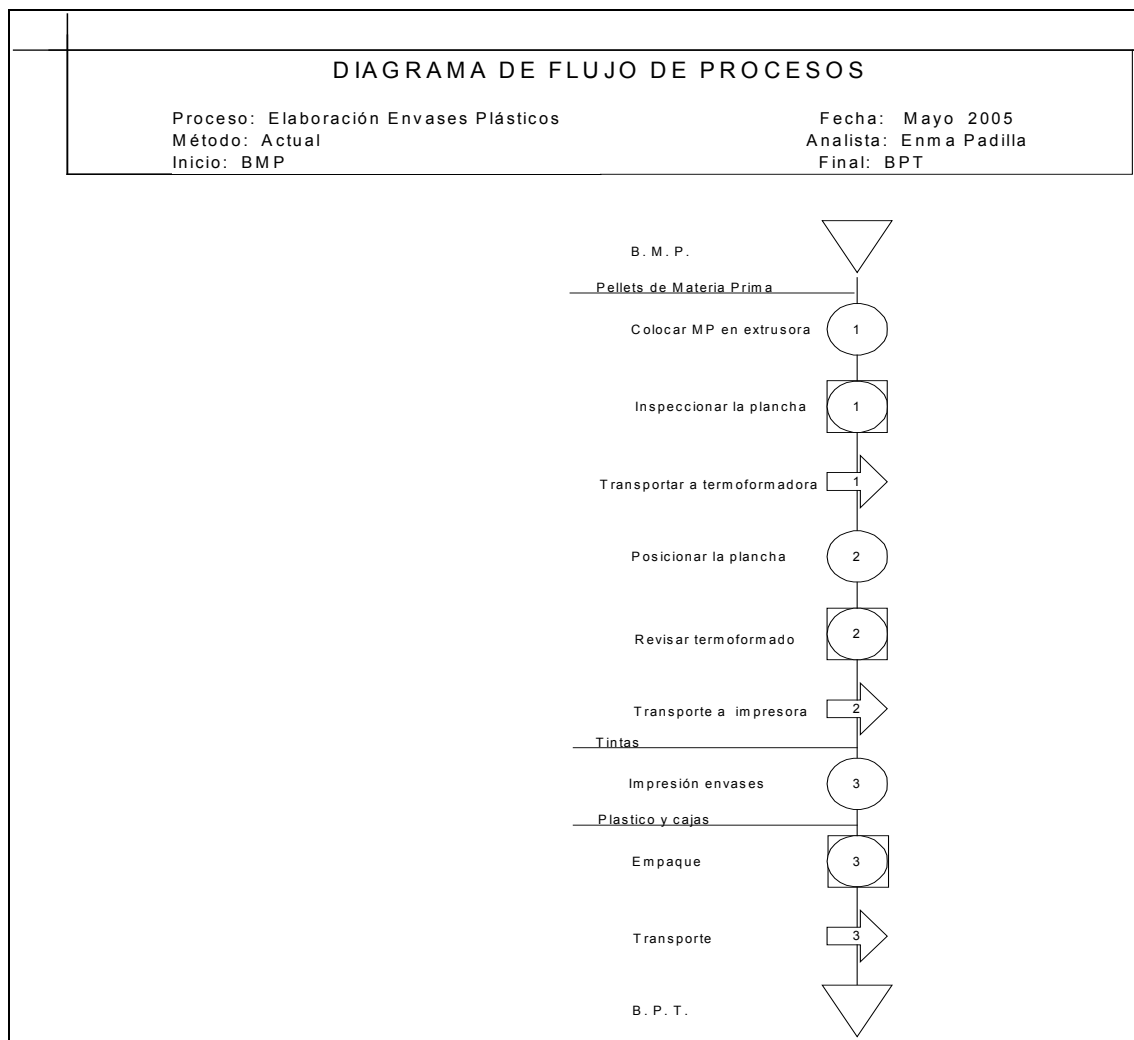 DIAGRAMA DE FLUJO DE PROCESOS
Proceso: Elaboración Envases Plásticos Fecha: Mayo 2005
Método: Actual Analista: Enma Padilla
Inicio: BMP Final: BPT
B. M. P.
Pellets de Materia Prima
Colocar MP en extrusora 1
Inspeccionar la plancha 1
Transportar a termoformadora 1
Posicionar la plancha 2
Revisar termoformado 2
Transporte a impresora 2
Tintas
Impresión envases 3
Plastico y cajas
Empaque 3
Transporte 3
B. P. T.